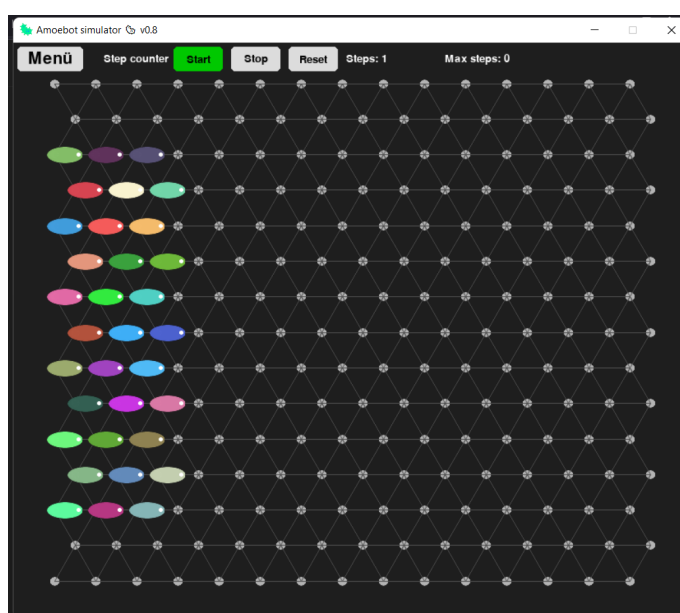 Amoebot simulator v0.8
Menü Step counter Start Stop Reset Steps: 1 Max steps: 0